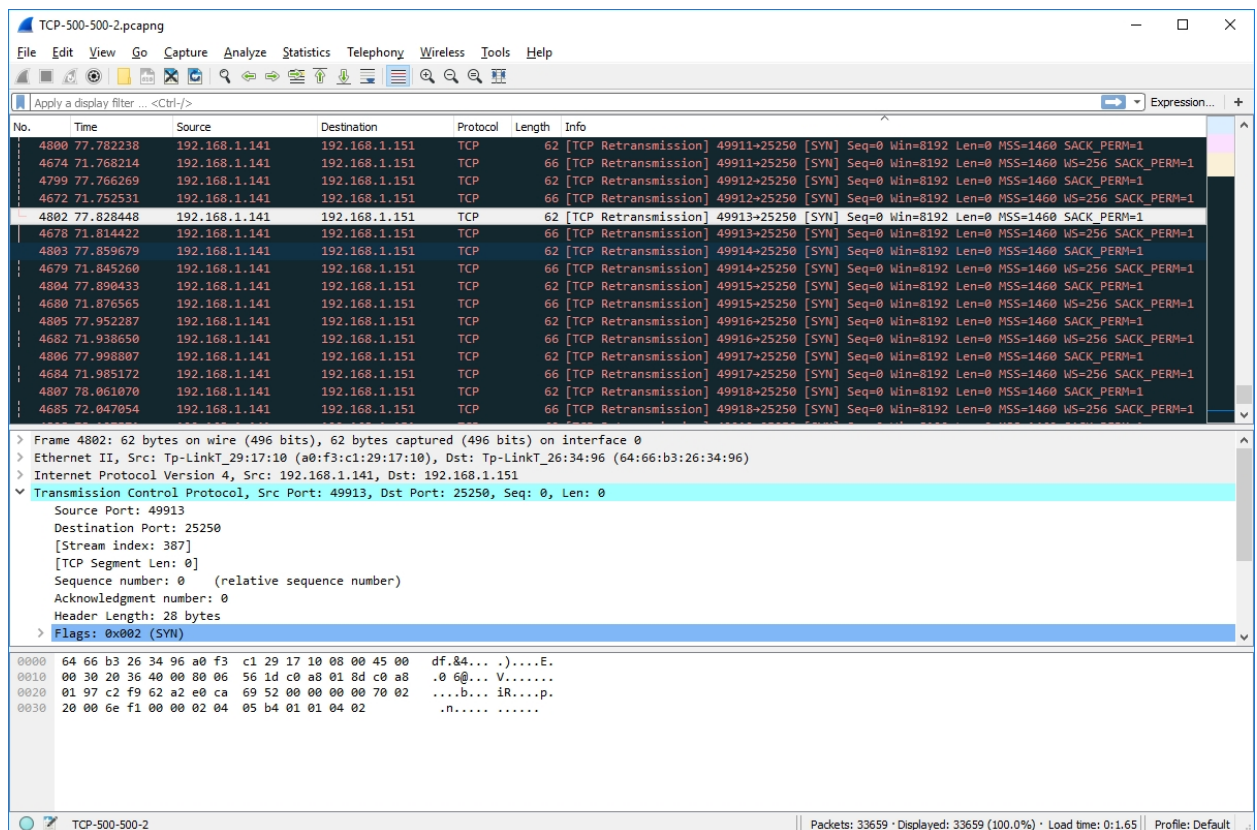 TCP-500-500-2.pcapng
File Edit View Go Capture Analyze Statistics Telephony Wireless Tools Help
Apply a display filter ... <Ctrl-/> Expression... +
No. Time Source Destination Protocol Length Info
4800 77.782238 192.168.1.141 192.168.1.151 TCP 62 [TCP Retransmission] 49911→25250 [SYN] Seq=0 Win=8192 Len=0 MSS=1460 SACK_PERM=1
4674 71.768214 192.168.1.141 192.168.1.151 TCP 66 [TCP Retransmission] 49911→25250 [SYN] Seq=0 Win=8192 Len=0 MSS=1460 WS=256 SACK_PERM=1
4799 77.766269 192.168.1.141 192.168.1.151 TCP 62 [TCP Retransmission] 49912→25250 [SYN] Seq=0 Win=8192 Len=0 MSS=1460 SACK_PERM=1
4672 71.752531 192.168.1.141 192.168.1.151 TCP 66 [TCP Retransmission] 49912→25250 [SYN] Seq=0 Win=8192 Len=0 MSS=1460 WS=256 SACK_PERM=1
4802 77.828448 192.168.1.141 192.168.1.151 TCP 62 [TCP Retransmission] 49913→25250 [SYN] Seq=0 Win=8192 Len=0 MSS=1460 SACK_PERM=1
4678 71.814422 192.168.1.141 192.168.1.151 TCP 66 [TCP Retransmission] 49913→25250 [SYN] Seq=0 Win=8192 Len=0 MSS=1460 WS=256 SACK_PERM=1
4803 77.859679 192.168.1.141 192.168.1.151 TCP 62 [TCP Retransmission] 49914→25250 [SYN] Seq=0 Win=8192 Len=0 MSS=1460 SACK_PERM=1
4679 71.845260 192.168.1.141 192.168.1.151 TCP 66 [TCP Retransmission] 49914→25250 [SYN] Seq=0 Win=8192 Len=0 MSS=1460 WS=256 SACK_PERM=1
4804 77.890433 192.168.1.141 192.168.1.151 TCP 62 [TCP Retransmission] 49915→25250 [SYN] Seq=0 Win=8192 Len=0 MSS=1460 SACK_PERM=1
4680 71.876565 192.168.1.141 192.168.1.151 TCP 66 [TCP Retransmission] 49915→25250 [SYN] Seq=0 Win=8192 Len=0 MSS=1460 WS=256 SACK_PERM=1
4805 77.952287 192.168.1.141 192.168.1.151 TCP 62 [TCP Retransmission] 49916→25250 [SYN] Seq=0 Win=8192 Len=0 MSS=1460 SACK_PERM=1
4682 71.938650 192.168.1.141 192.168.1.151 TCP 66 [TCP Retransmission] 49916→25250 [SYN] Seq=0 Win=8192 Len=0 MSS=1460 WS=256 SACK_PERM=1
4806 77.998807 192.168.1.141 192.168.1.151 TCP 62 [TCP Retransmission] 49917→25250 [SYN] Seq=0 Win=8192 Len=0 MSS=1460 SACK_PERM=1
4684 71.985172 192.168.1.141 192.168.1.151 TCP 66 [TCP Retransmission] 49917→25250 [SYN] Seq=0 Win=8192 Len=0 MSS=1460 WS=256 SACK_PERM=1
4807 78.061070 192.168.1.141 192.168.1.151 TCP 62 [TCP Retransmission] 49918→25250 [SYN] Seq=0 Win=8192 Len=0 MSS=1460 SACK_PERM=1
4685 72.047054 192.168.1.141 192.168.1.151 TCP 66 [TCP Retransmission] 49918→25250 [SYN] Seq=0 Win=8192 Len=0 MSS=1460 WS=256 SACK_PERM=1
> Frame 4802: 62 bytes on wire (496 bits), 62 bytes captured (496 bits) on interface 0
> Ethernet II, Src: Tp-LinkT_29:17:10 (a0:f3:c1:29:17:10), Dst: Tp-LinkT_26:34:96 (64:66:b3:26:34:96)
> Internet Protocol Version 4, Src: 192.168.1.141, Dst: 192.168.1.151
Transmission Control Protocol, Src Port: 49913, Dst Port: 25250, Seq: 0, Len: 0
Source Port: 49913
Destination Port: 25250
[Stream index: 387]
[TCP Segment Len: 0]
Sequence number: 0 (relative sequence number)
Acknowledgment number: 0
Header Length: 28 bytes
> Flags: 0x002 (SYN)
0000 64 66 b3 26 34 96 a0 f3 c1 29 17 10 08 00 45 00 df.&4... .)....E.
0010 00 30 20 36 40 00 80 06 56 1d c0 a8 01 8d c0 a8 .0 6@... V.......
0020 01 97 c2 f9 62 a2 e0 ca 69 52 00 00 00 00 70 02 ....b... iR....p.
0030 20 00 6e f1 00 00 02 04 05 b4 01 01 04 02 .n..... ......
TCP-500-500-2 Packets: 33659 · Displayed: 33659 (100.0%) · Load time: 0:1.65 Profile: Default